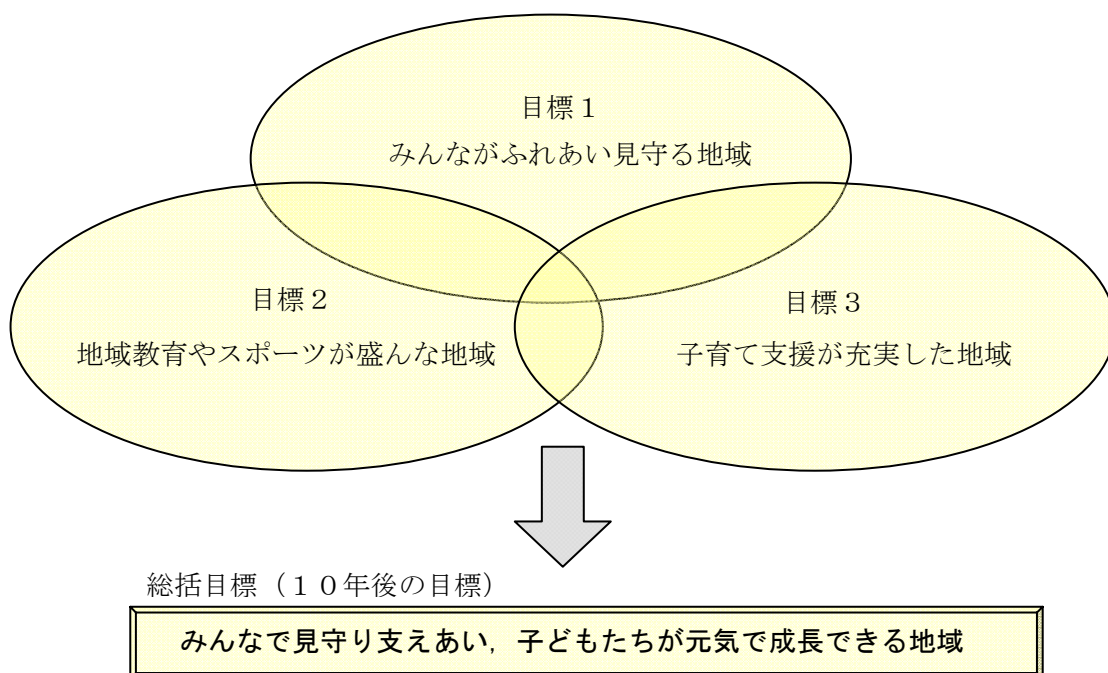 目標１
みんながふれあい見守る地域
目標２
地域教育やスポーツが盛んな地域
目標３
子育て支援が充実した地域
総括目標（１０年後の目標）
みんなで見守り支えあい，子どもたちが元気で成長できる地域